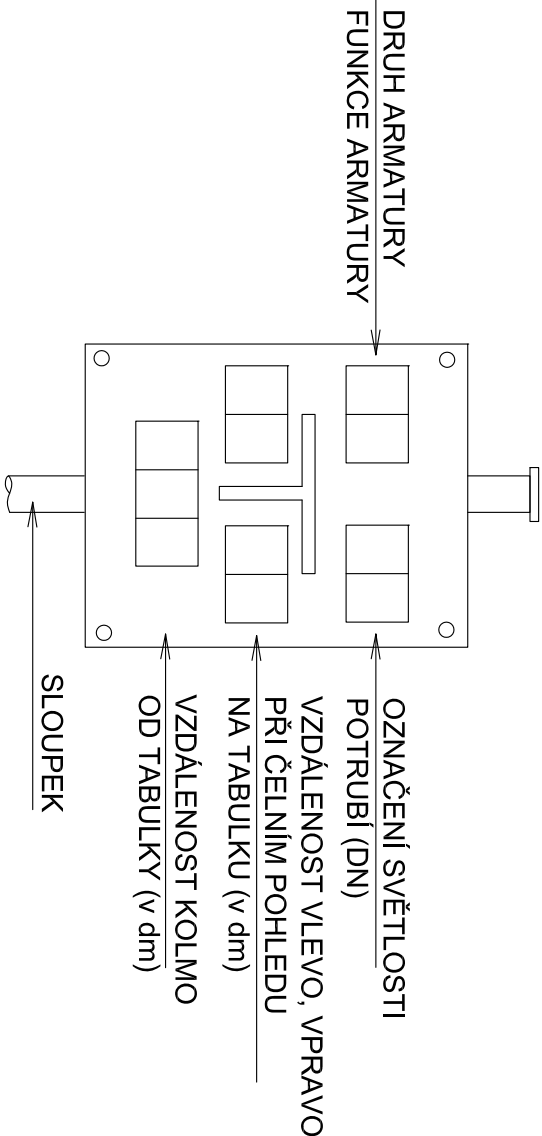 DRUH ARMATURY
FUNKCE ARMATURY
OZNAČENÍ SVĚTLOSTI
POTRUBÍ (DN)
VZDÁLENOST VLEVO, VPRAVO
PŘI ČELNÍM POHLEDU
NA TABULKU (v dm)
VZDÁLENOST KOLMO
OD TABULKY (v dm)
SLOUPEK